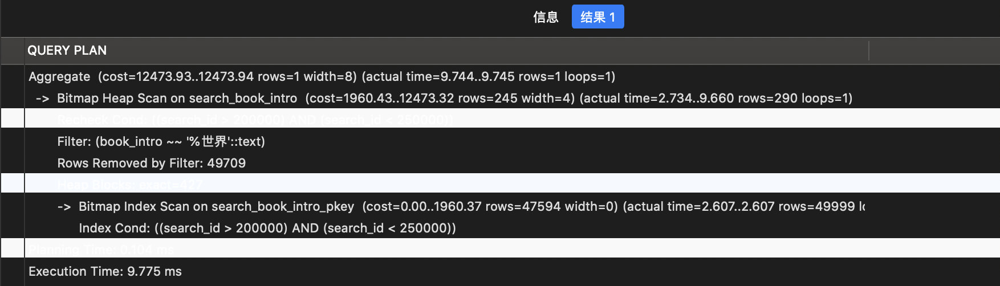 信息 结果 1
QUERY PLAN
Aggregate  (cost=12473.93..12473.94 rows=1 width=8) (actual time=9.744..9.745 rows=1 loops=1)
->  Bitmap Heap Scan on search_book_intro  (cost=1960.43..12473.32 rows=245 width=4) (actual time=2.734..9.660 rows=290 loops=1)
Recheck Cond: ((search_id > 200000) AND (search_id < 250000))
Filter: (book_intro ~~ '%世界'::text)
Rows Removed by Filter: 49709
Heap Blocks: exact=427
->  Bitmap Index Scan on search_book_intro_pkey  (cost=0.00..1960.37 rows=47594 width=0) (actual time=2.607..2.607 rows=49999
Index Cond: ((search_id > 200000) AND (search_id < 250000))
Planning Time: 0.104 ms
Execution Time: 9.775 ms